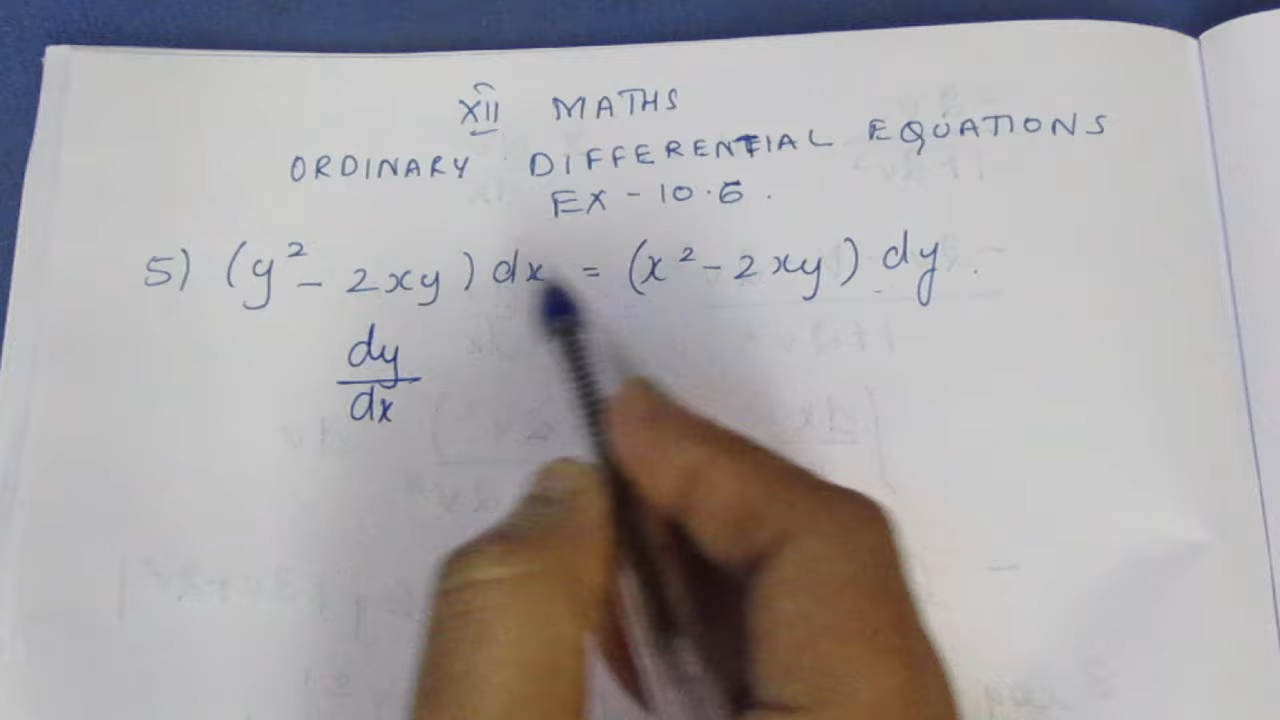 XII MATHS
ORDINARY DIFFERENTIAL EQUATIONS
EX - 10.6.
5) (y² - 2xy) dx = (x² - 2xy) dy.
dy
dx